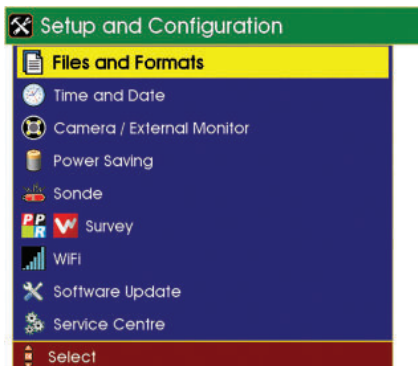 Setup and Configuration
Files and Formats
Time and Date
Camera / External Monitor
Power Saving
Sonde
PPR W Survey
WiFi
Software Update
Service Centre
Select